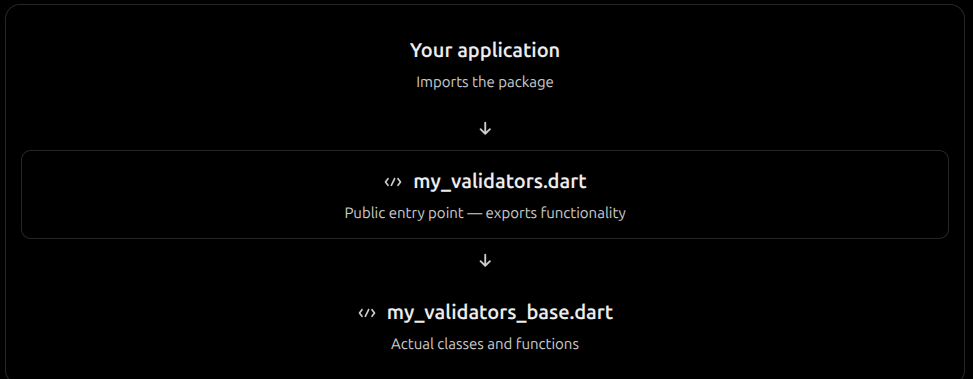 Your application
Imports the package
↓
</> my_validators.dart
Public entry point — exports functionality
↓
</> my_validators_base.dart
Actual classes and functions